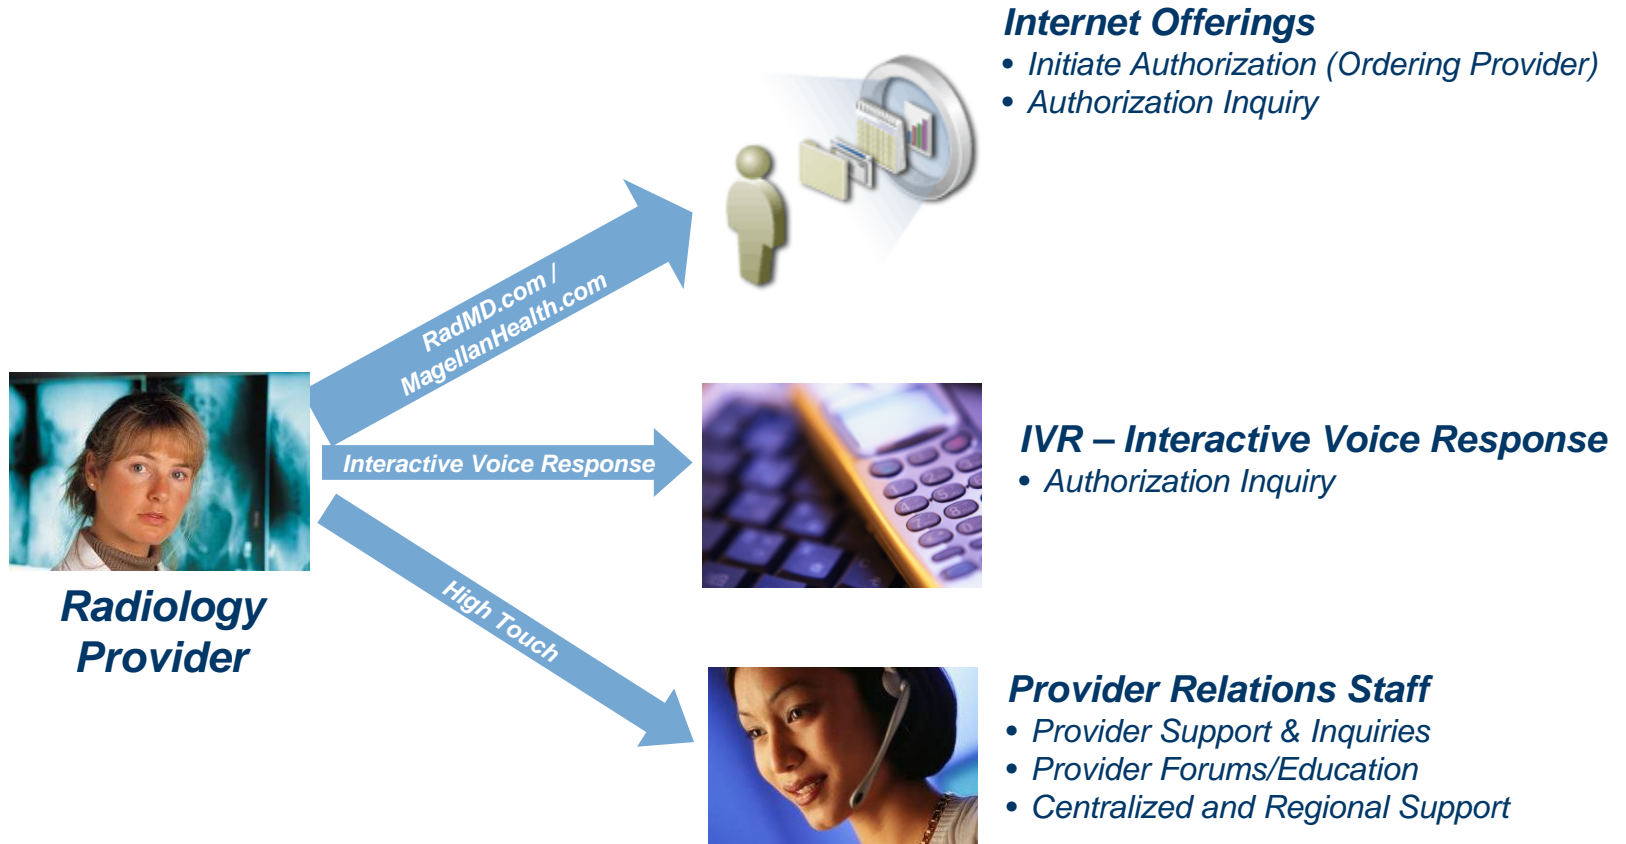 Internet Offerings
• Initiate Authorization (Ordering Provider)
• Authorization Inquiry
RadMD.com /
MagellanHealth.com
Interactive Voice Response
IVR – Interactive Voice Response
• Authorization Inquiry
Radiology
Provider
High Touch
Provider Relations Staff
• Provider Support & Inquiries
• Provider Forums/Education
• Centralized and Regional Support